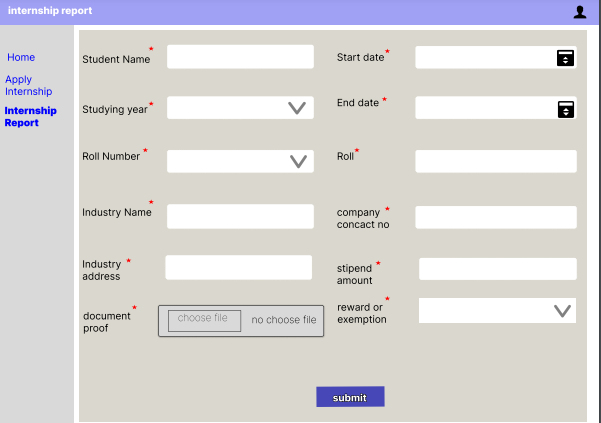 internship report
Home
Apply
Internship
Internship
Report
Student Name *
Start date *
Studying year *
End date *
Roll Number *
Roll *
Industry Name *
company *
concact no
Industry *
address
stipend *
amount
document *
proof
choose file
no choose file
reward or *
exemption
submit